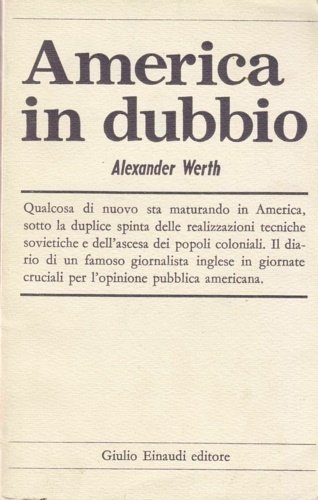 America
in dubbio
Alexander Werth
Qualcosa di nuovo sta maturando in America,
sotto la duplice spinta delle realizzazioni tecniche
sovietiche e dell'ascesa dei popoli coloniali. Il dia-
rio di un famoso giornalista inglese in giornate
cruciali per l'opinione pubblica americana.
Giulio Einaudi editore